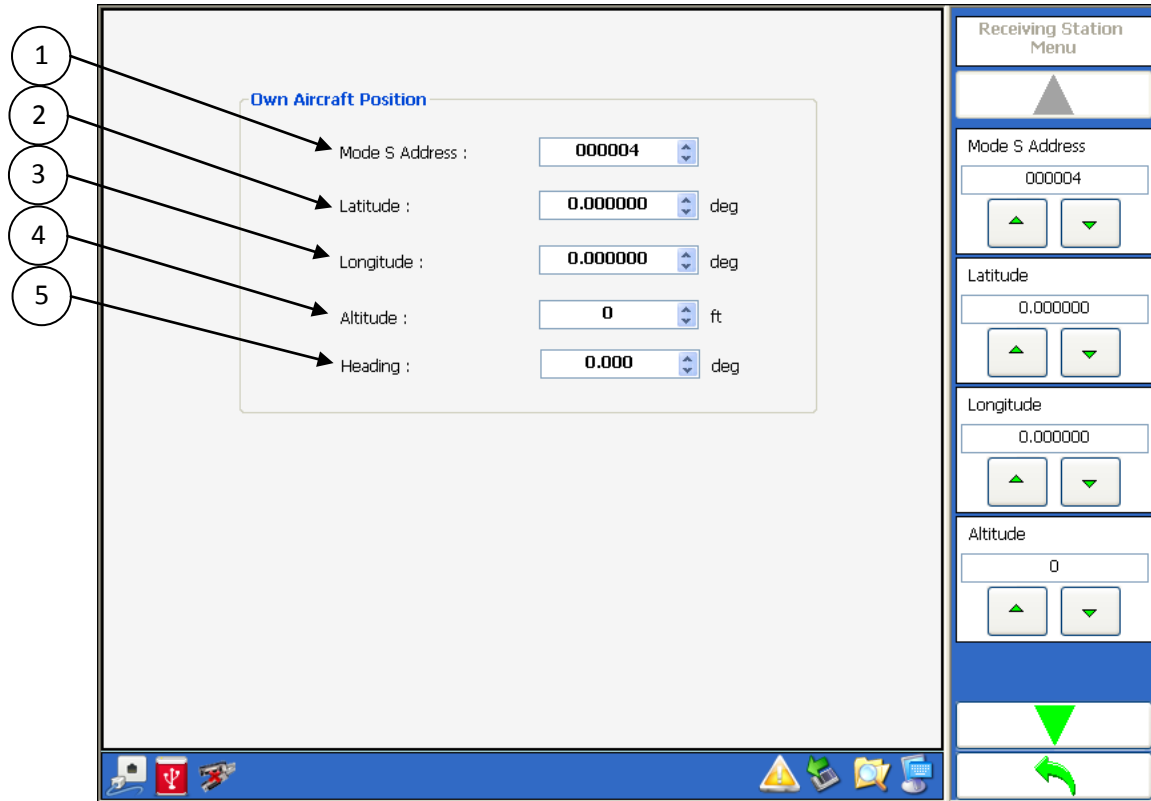 1
2
3
4
5
Own Aircraft Position
Mode S Address : 000004
Latitude : 0.000000 deg
Longitude : 0.000000 deg
Altitude : 0 ft
Heading : 0.000 deg
Receiving Station
Menu
Mode S Address
000004
Latitude
0.000000
Longitude
0.000000
Altitude
0